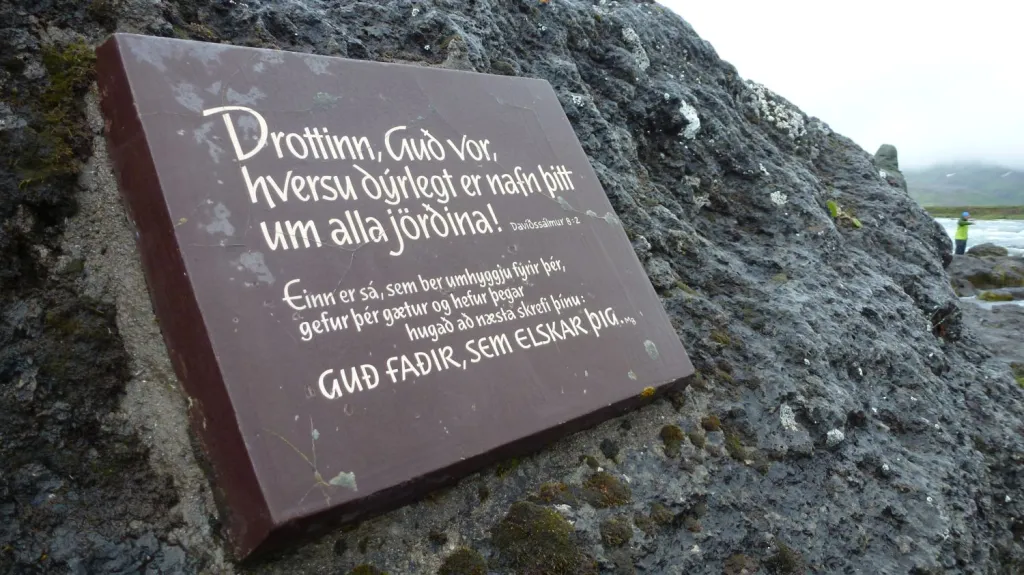 Drottinn, Guð vor,
hversu dýrlegt er nafn þitt
um alla jörðina! Davíðssálmur 8:2
Einn er sá, sem ber umhyggju fyrir þér,
gefur þér gætur og hefur þegar
hugað að næsta skrefi þínu:
GUÐ FAÐIR, SEM ELSKAR ÞIG.